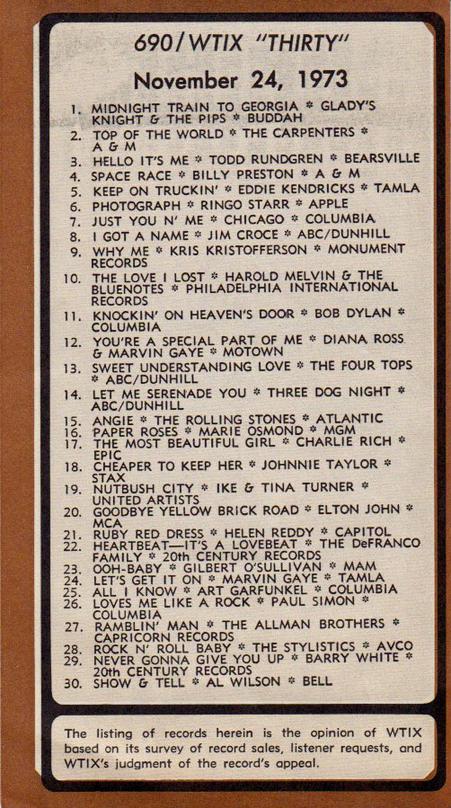 690/WTIX "THIRTY"
November 24, 1973
1. MIDNIGHT TRAIN TO GEORGIA * GLADY'S
KNIGHT & THE PIPS * BUDDAH
2. TOP OF THE WORLD * THE CARPENTERS *
A & M
3. HELLO IT'S ME * TODD RUNDGREN * BEARSVILLE
4. SPACE RACE * BILLY PRESTON * A & M
5. KEEP ON TRUCKIN' * EDDIE KENDRICKS * TAMLA
6. PHOTOGRAPH * RINGO STARR * APPLE
7. JUST YOU N' ME * CHICAGO * COLUMBIA
8. I GOT A NAME * JIM CROCE * ABC/DUNHILL
9. WHY ME * KRIS KRISTOFFERSON * MONUMENT
RECORDS
10. THE LOVE I LOST * HAROLD MELVIN & THE
BLUENOTES * PHILADELPHIA INTERNATIONAL
RECORDS
11. KNOCKIN' ON HEAVEN'S DOOR * BOB DYLAN *
COLUMBIA
12. YOU'RE A SPECIAL PART OF ME * DIANA ROSS
& MARVIN GAYE * MOTOWN
13. SWEET UNDERSTANDING LOVE * THE FOUR TOPS
* ABC/DUNHILL
14. LET ME SERENADE YOU * THREE DOG NIGHT *
ABC/DUNHILL
15. ANGIE * THE ROLLING STONES * ATLANTIC
16. PAPER ROSES * MARIE OSMOND * MGM
17. THE MOST BEAUTIFUL GIRL * CHARLIE RICH *
EPIC
18. CHEAPER TO KEEP HER * JOHNNIE TAYLOR *
STAX
19. NUTBUSH CITY * IKE & TINA TURNER *
UNITED ARTISTS
20. GOODBYE YELLOW BRICK ROAD * ELTON JOHN *
MCA
21. RUBY RED DRESS * HELEN REDDY * CAPITOL
22. HEARTBEAT—IT'S A LOVEBEAT * THE DeFRANCO
FAMILY * 20th CENTURY RECORDS
23. OOH-BABY * GILBERT O'SULLIVAN * MAM
24. LET'S GET IT ON * MARVIN GAYE * TAMLA
25. ALL I KNOW * ART GARFUNKEL * COLUMBIA
26. LOVES ME LIKE A ROCK * PAUL SIMON *
COLUMBIA
27. RAMBLIN' MAN * THE ALLMAN BROTHERS *
CAPRICORN RECORDS
28. ROCK N' ROLL BABY * THE STYLISTICS * AVCO
29. NEVER GONNA GIVE YOU UP * BARRY WHITE *
20th CENTURY RECORDS
30. SHOW & TELL * AL WILSON * BELL
The listing of records herein is the opinion of WTIX
based on its survey of record sales, listener requests, and
WTIX's judgment of the record's appeal.